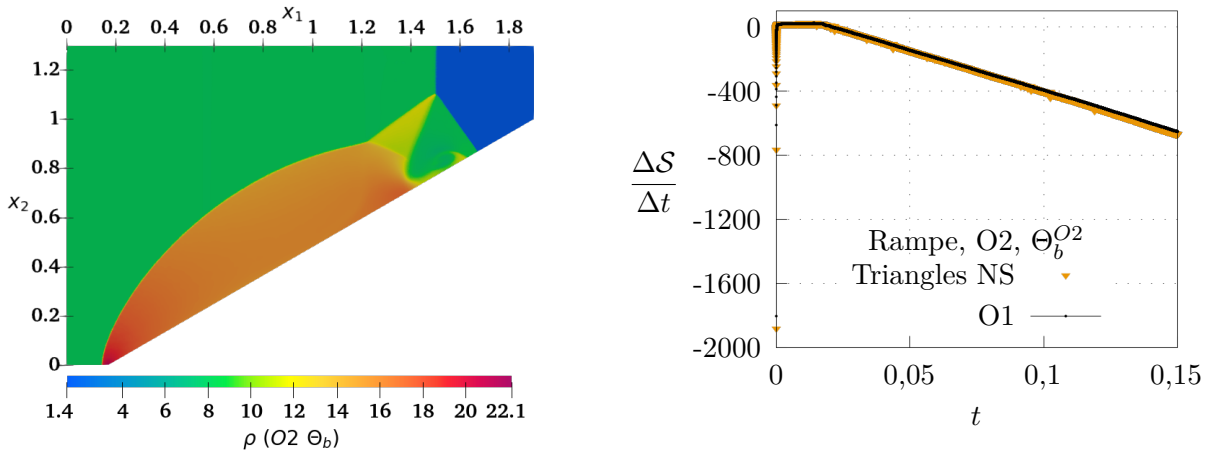 x₁
0 0.2 0.4 0.6 0.8 1 1.2 1.4 1.6 1.8
1.2
1
0.8
x₂
0.6
0.4
0.2
0
1.4 4 6 8 10 12 14 16 18 20 22.1
ρ (O2 Θ_b)
0
-400
-800
-1200
-1600
-2000
ΔS
Δt
Rampe, O2, Θ_b^{O2}
Triangles NS
O1
0 0,05 0,1 0,15
t